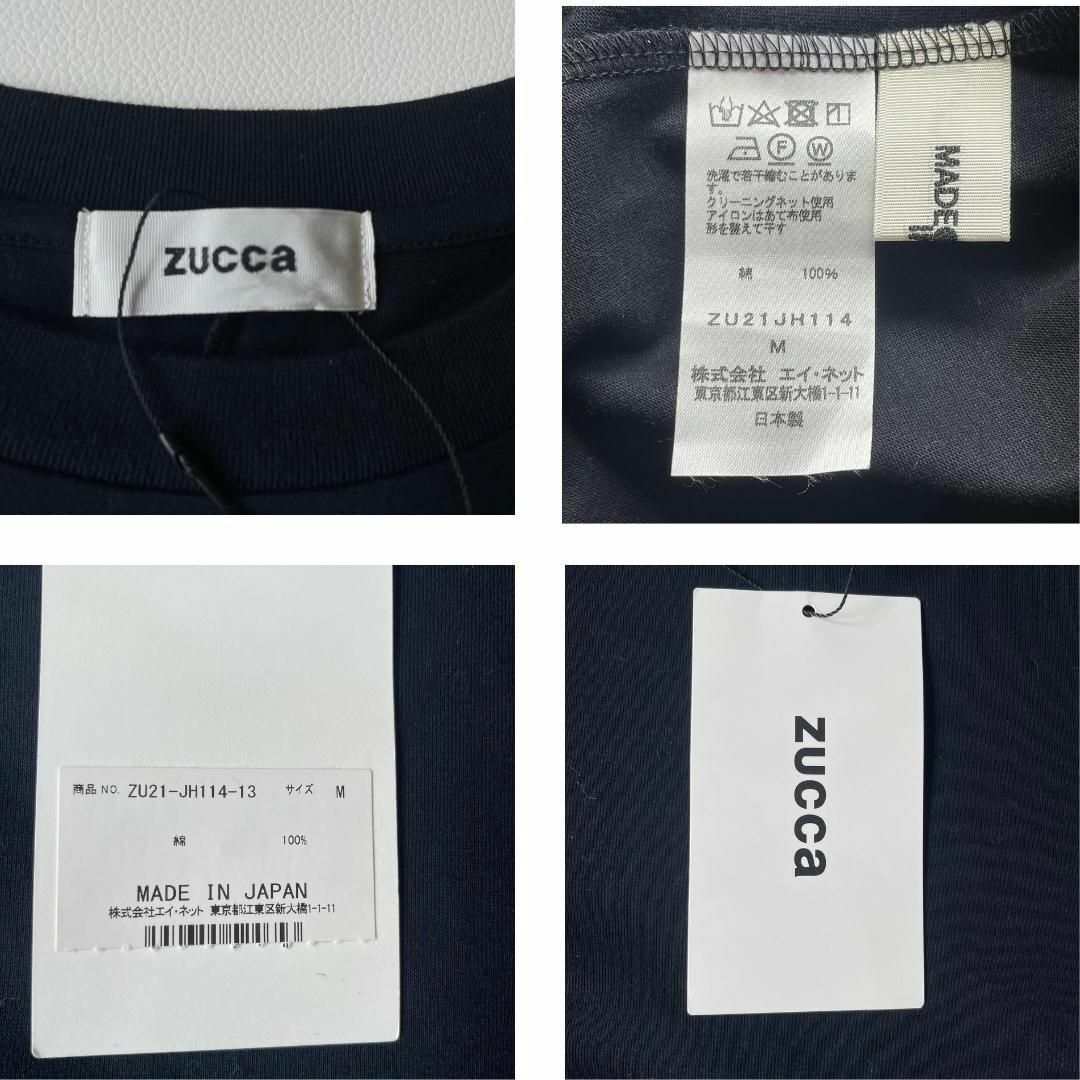 zucca
洗濯で若干縮むことがありま
す。
クリーニングネット使用
アイロンはあて布使用
形を整えて干す
綿 100%
ZU21JH114
M
株式会社 エイ・ネット
東京都江東区新大橋1-1-11
日本製
MADE
商品NO. ZU21-JH114-13 サイズ M
綿 100%
MADE IN JAPAN
株式会社エイ・ネット 東京都江東区新大橋1-1-11
zucca